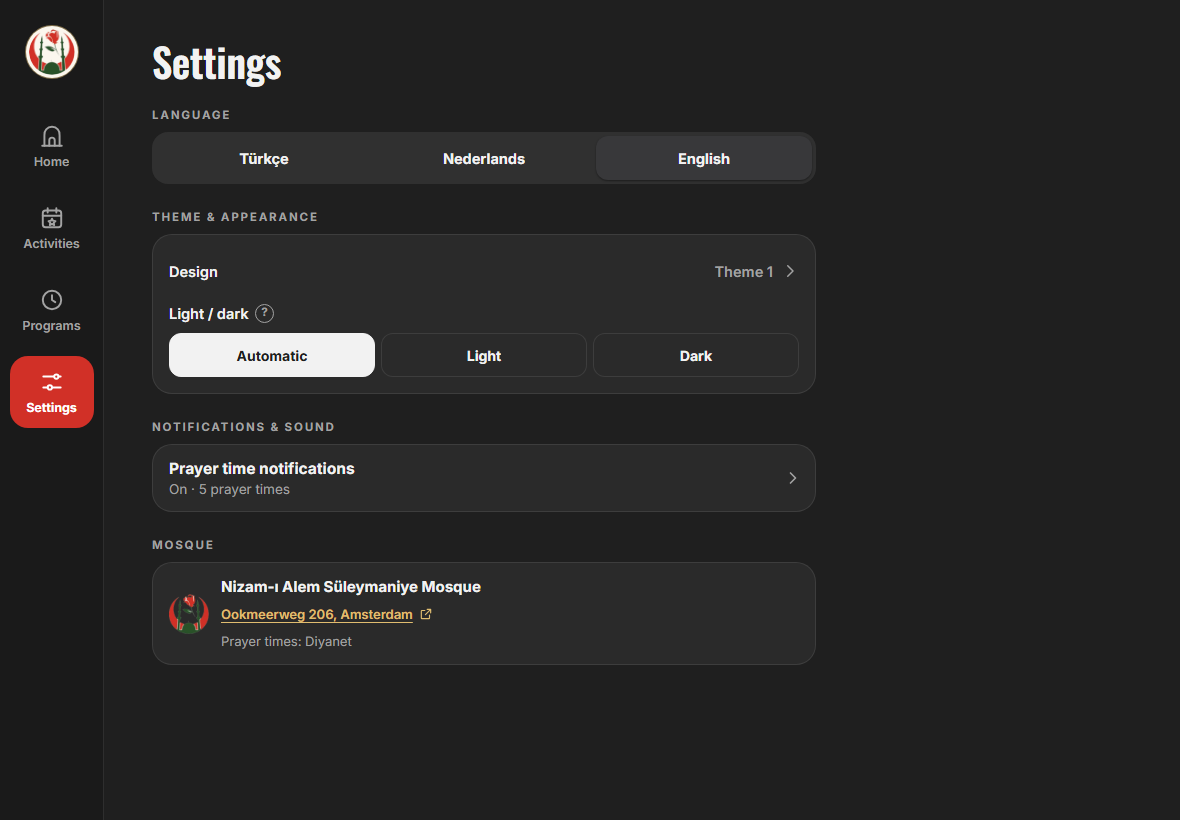 Settings
LANGUAGE
Türkçe
Nederlands
English
Home
Activities
Programs
Settings
THEME & APPEARANCE
Design
Theme 1
Light / dark ?
Automatic
Light
Dark
NOTIFICATIONS & SOUND
Prayer time notifications
On · 5 prayer times
MOSQUE
Nizam-ı Alem Süleymaniye Mosque
Ookmeerweg 206, Amsterdam
Prayer times: Diyanet